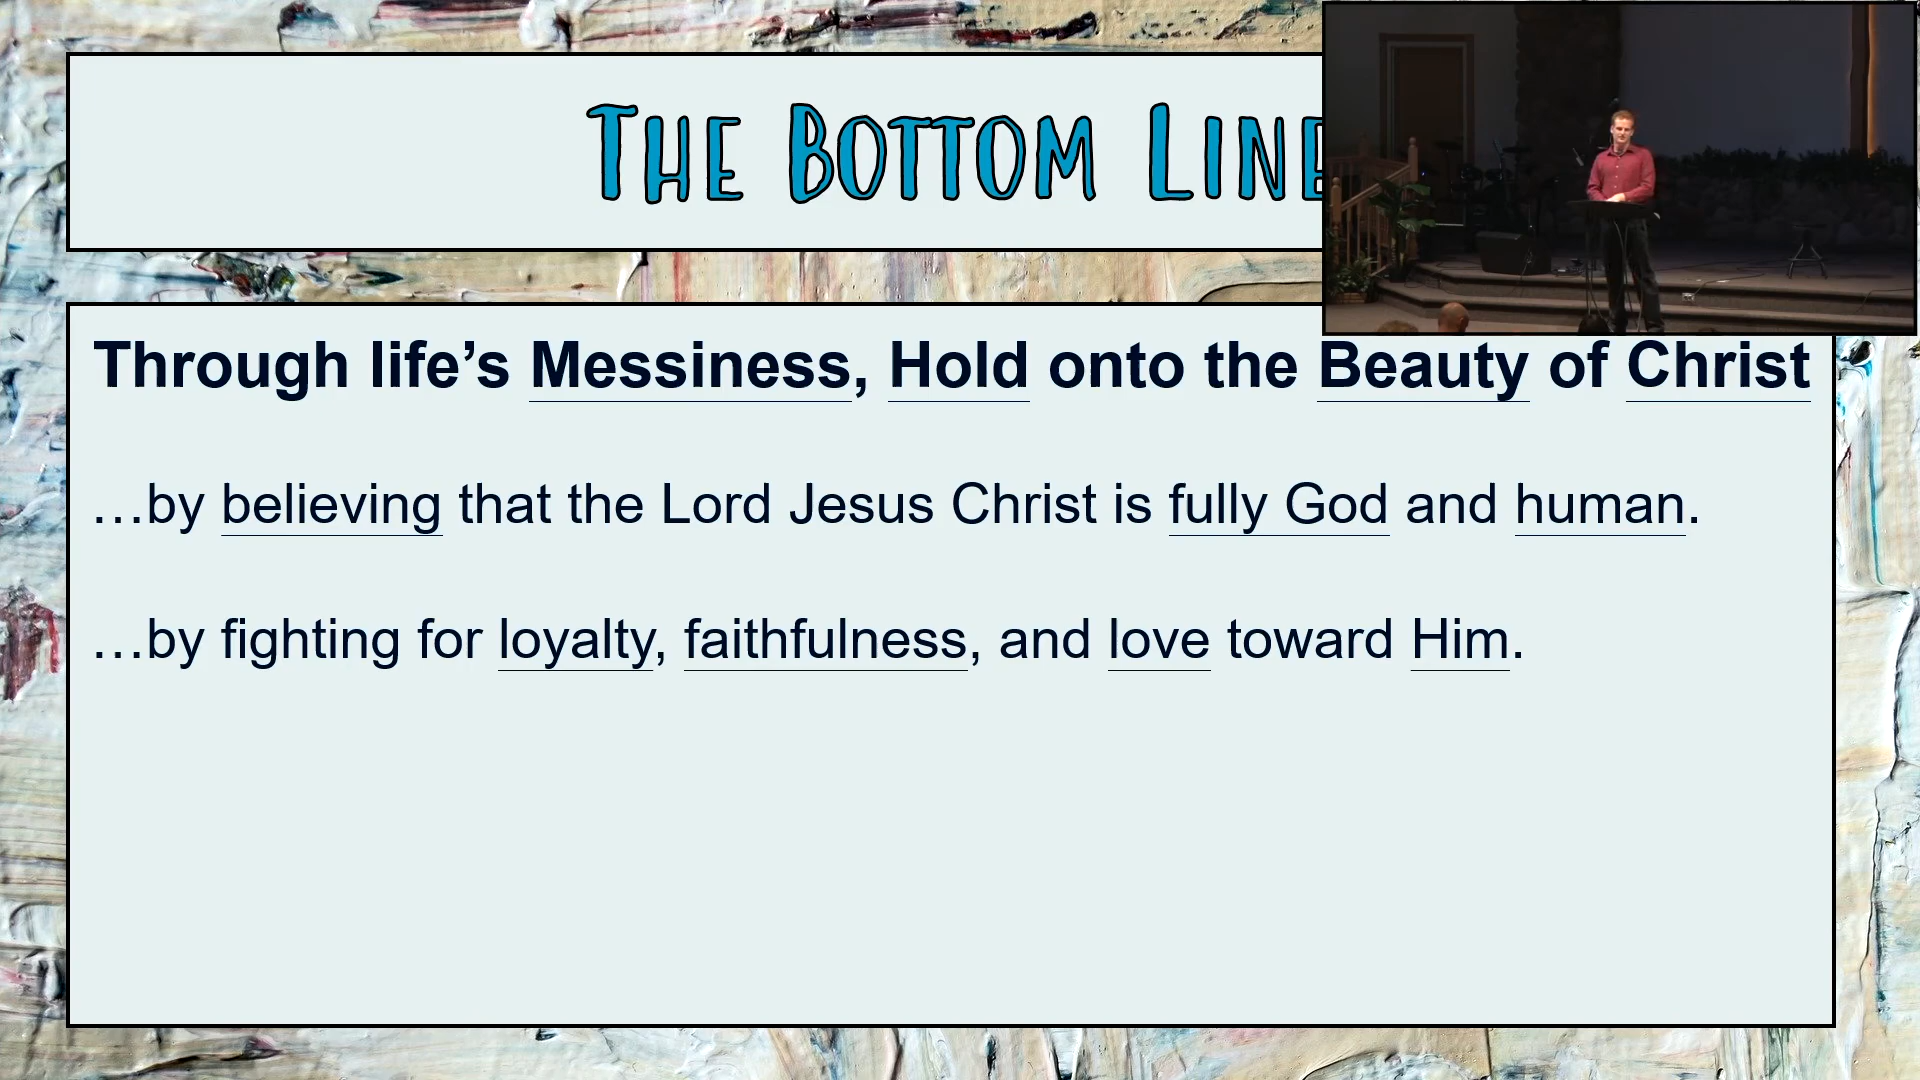 THE BOTTOM LINE
Through life’s Messiness, Hold onto the Beauty of Christ
…by believing that the Lord Jesus Christ is fully God and human.
…by fighting for loyalty, faithfulness, and love toward Him.